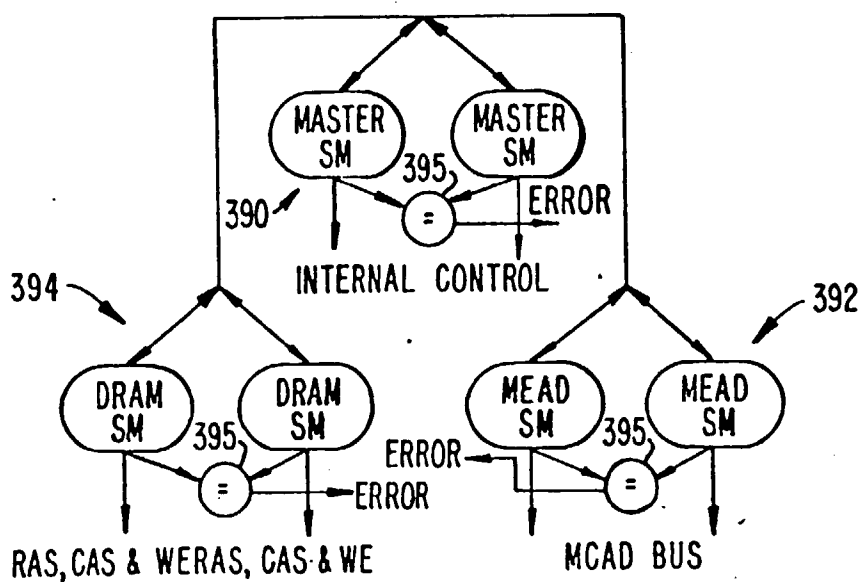 MASTER SM
MASTER SM
395
390
=
ERROR
INTERNAL CONTROL
394
392
DRAM SM
DRAM SM
MEAD SM
MEAD SM
395
395
ERROR
=
ERROR
=
RAS, CAS & WERAS, CAS & WE
MCAD BUS